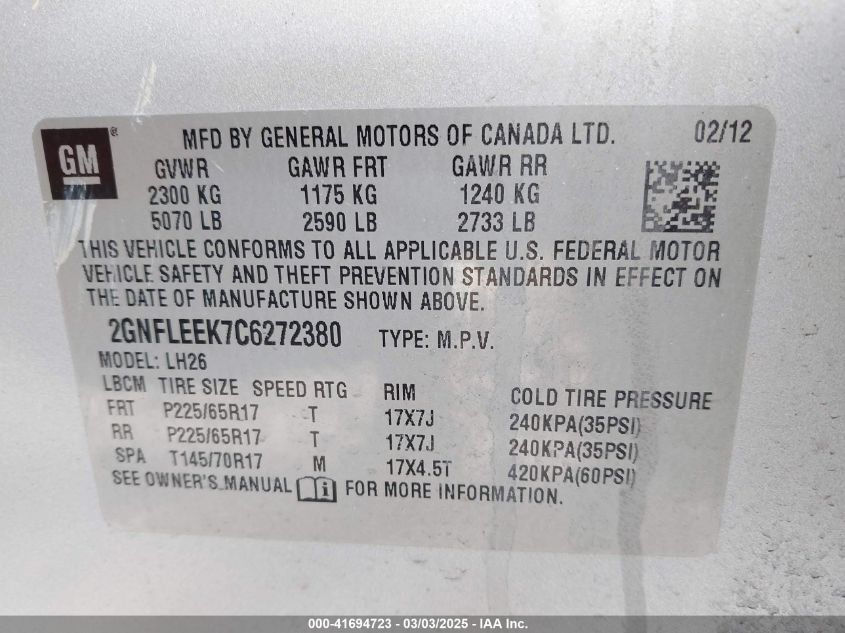 GM ® MFD BY GENERAL MOTORS OF CANADA LTD. 02/12
GVWR GAWR FRT GAWR RR
2300 KG 1175 KG 1240 KG
5070 LB 2590 LB 2733 LB
THIS VEHICLE CONFORMS TO ALL APPLICABLE U.S. FEDERAL MOTOR
VEHICLE SAFETY AND THEFT PREVENTION STANDARDS IN EFFECT ON
THE DATE OF MANUFACTURE SHOWN ABOVE.
2GNFLEEK7C6272380 TYPE: M.P.V.
MODEL: LH26
LBCM TIRE SIZE SPEED RTG RIM COLD TIRE PRESSURE
FRT P225/65R17 T 17X7J 240KPA(35PSI)
RR P225/65R17 T 17X7J 240KPA(35PSI)
SPA T145/70R17 M 17X4.5T 420KPA(60PSI)
SEE OWNER'S MANUAL FOR MORE INFORMATION.
000-41694723 - 03/03/2025 - IAA Inc.